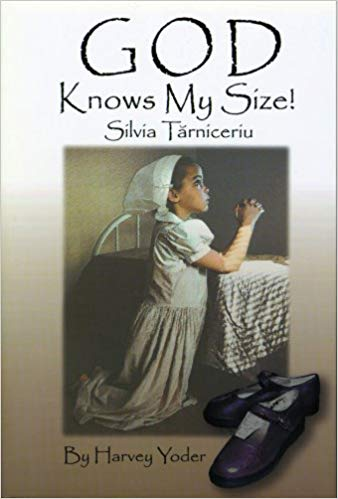 GOD
Knows My Size!
Silvia Tărniceriu
By Harvey Yoder